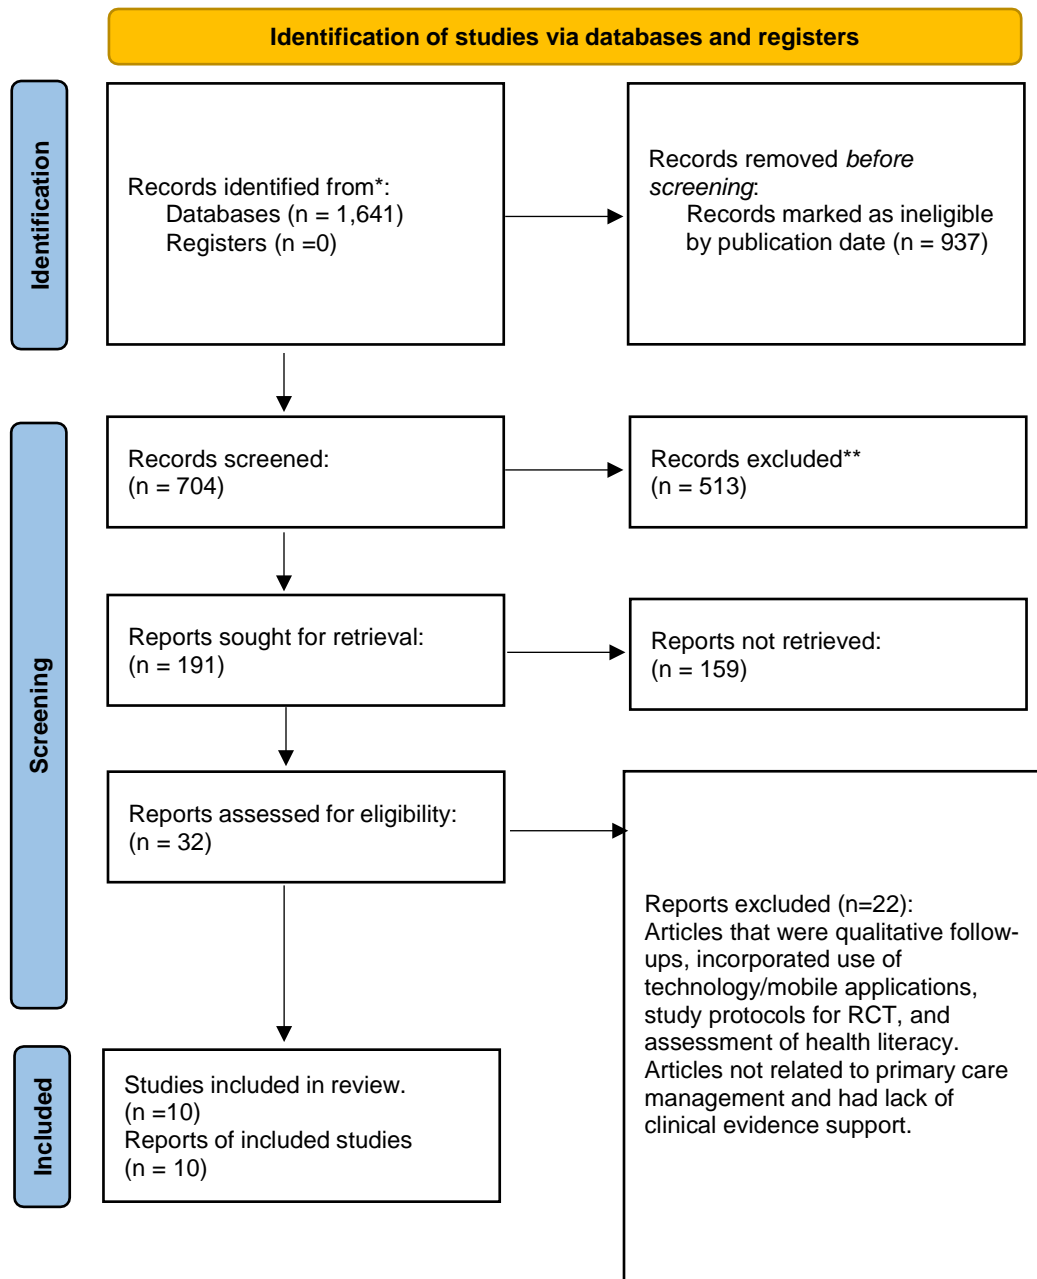 Identification of studies via databases and registers
Identification
Records identified from*:
Databases (n = 1,641)
Registers (n =0)
Records removed before
screening:
Records marked as ineligible
by publication date (n = 937)
Screening
Records screened:
(n = 704)
Records excluded**
(n = 513)
Reports sought for retrieval:
(n = 191)
Reports not retrieved:
(n = 159)
Reports assessed for eligibility:
(n = 32)
Reports excluded (n=22):
Articles that were qualitative follow-
ups, incorporated use of
technology/mobile applications,
study protocols for RCT, and
assessment of health literacy.
Articles not related to primary care
management and had lack of
clinical evidence support.
Included
Studies included in review.
(n =10)
Reports of included studies
(n = 10)